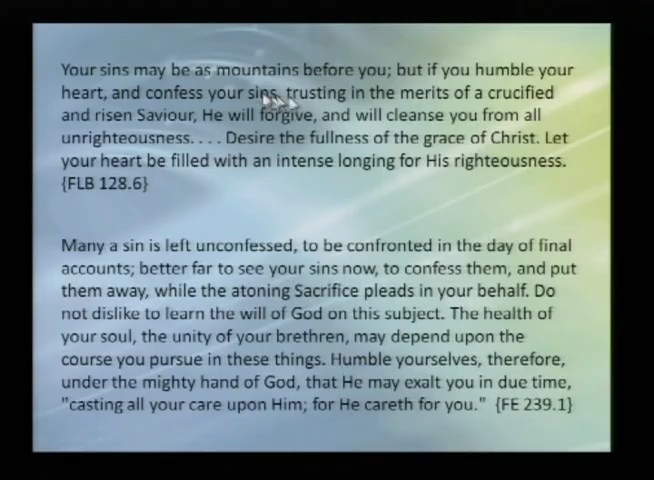 Your sins may be as mountains before you; but if you humble your
heart, and confess your sins, trusting in the merits of a crucified
and risen Saviour, He will forgive, and will cleanse you from all
unrighteousness. . . . Desire the fullness of the grace of Christ. Let
your heart be filled with an intense longing for His righteousness.
{FLB 128.6}
Many a sin is left unconfessed, to be confronted in the day of final
accounts; better far to see your sins now, to confess them, and put
them away, while the atoning Sacrifice pleads in your behalf. Do
not dislike to learn the will of God on this subject. The health of
your soul, the unity of your brethren, may depend upon the
course you pursue in these things. Humble yourselves, therefore,
under the mighty hand of God, that He may exalt you in due time,
"casting all your care upon Him; for He careth for you." {FE 239.1}